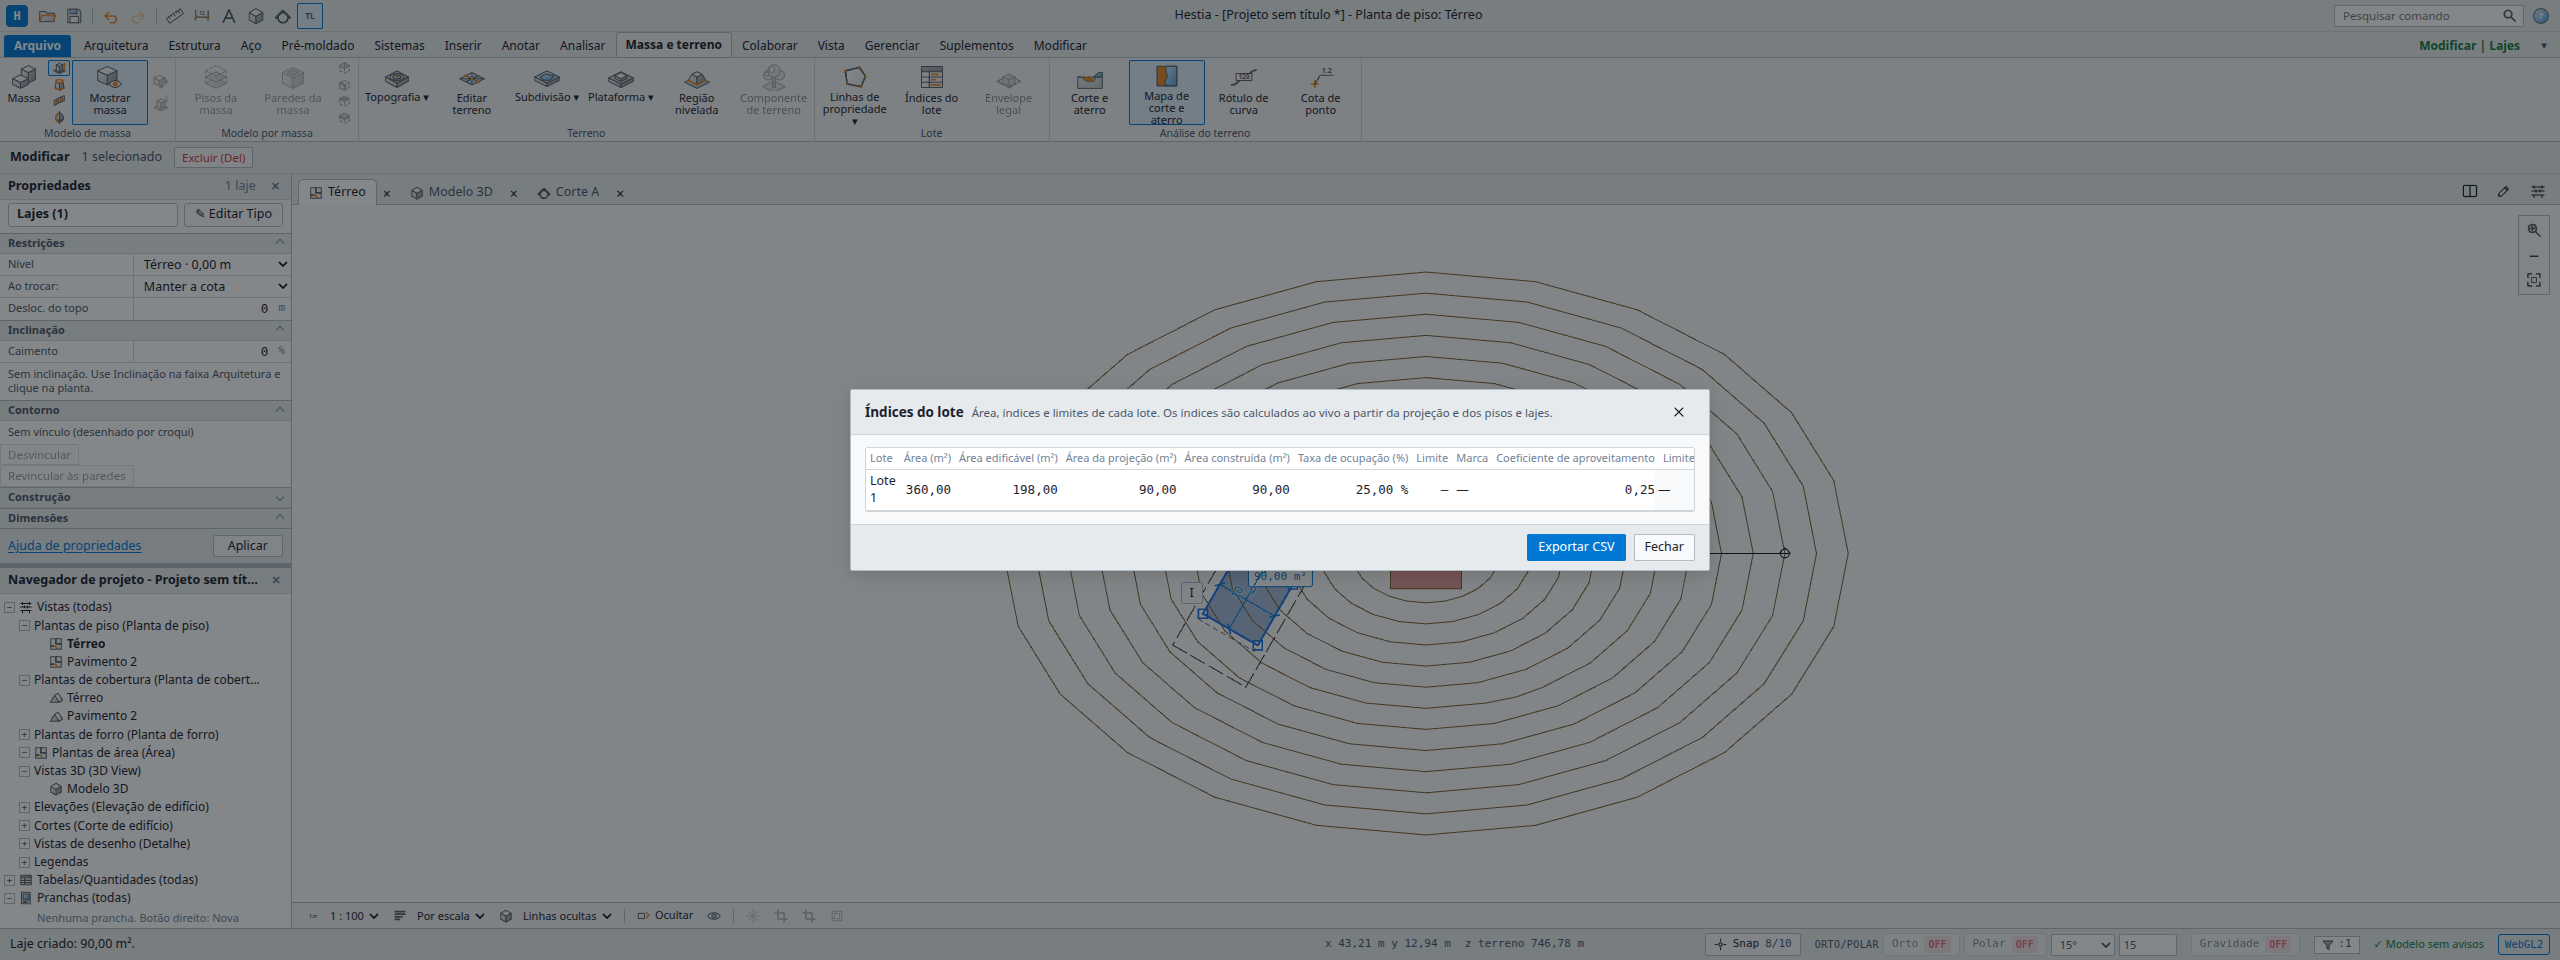 Hestia - [Projeto sem título *] - Planta de piso: Térreo
Pesquisar comando
H
TL
Arquivo Arquitetura Estrutura Aço Pré-moldado Sistemas Inserir Anotar Analisar Massa e terreno Colaborar Vista Gerenciar Suplementos Modificar
Modificar | Lajes ▾
Massa
Mostrar massa
Modelo de massa
Pisos da massa
Paredes da massa
Modelo por massa
Topografia ▾
Editar terreno
Subdivisão ▾
Plataforma ▾
Região nivelada
Componente de terreno
Terreno
Linhas de propriedade ▾
Índices do lote
Envelope legal
Lote
Corte e aterro
Mapa de corte e aterro
Rótulo de curva
Cota de ponto
Análise do terreno
Modificar 1 selecionado Excluir (Del)
Propriedades 1 laje ×
Lajes (1) ✎ Editar Tipo
Restrições
Nível Térreo · 0,00 m
Ao trocar: Manter a cota
Desloc. do topo 0 m
Inclinação
Caimento 0 %
Sem inclinação. Use Inclinação na faixa Arquitetura e
clique na planta.
Contorno
Sem vínculo (desenhado por croqui)
Desvincular
Revincular às paredes
Construção
Dimensões
Ajuda de propriedades Aplicar
Navegador de projeto - Projeto sem tít... ×
Vistas (todas)
Plantas de piso (Planta de piso)
Térreo
Pavimento 2
Plantas de cobertura (Planta de cobert...
Térreo
Pavimento 2
Plantas de forro (Planta de forro)
Plantas de área (Área)
Vistas 3D (3D View)
Modelo 3D
Elevações (Elevação de edifício)
Cortes (Corte de edifício)
Vistas de desenho (Detalhe)
Legendas
Tabelas/Quantidades (todas)
Pranchas (todas)
Nenhuma prancha. Botão direito: Nova
Térreo × Modelo 3D × Corte A ×
Índices do lote Área, índices e limites de cada lote. Os índices são calculados ao vivo a partir da projeção e dos pisos e lajes.
Lote Área (m²) Área edificável (m²) Área da projeção (m²) Área construída (m²) Taxa de ocupação (%) Limite Marca Coeficiente de aproveitamento Limite
Lote 1 360,00 198,00 90,00 90,00 25,00 % — — 0,25 —
Exportar CSV Fechar
90,00 m²
1 : 100 Por escala Linhas ocultas Ocultar
Laje criado: 90,00 m².
x 43,21 m y 12,94 m z terreno 746,78 m
Snap 8/10 ORTO/POLAR Orto OFF Polar OFF 15° 15 Gravidade OFF :1 ✓ Modelo sem avisos WebGL2